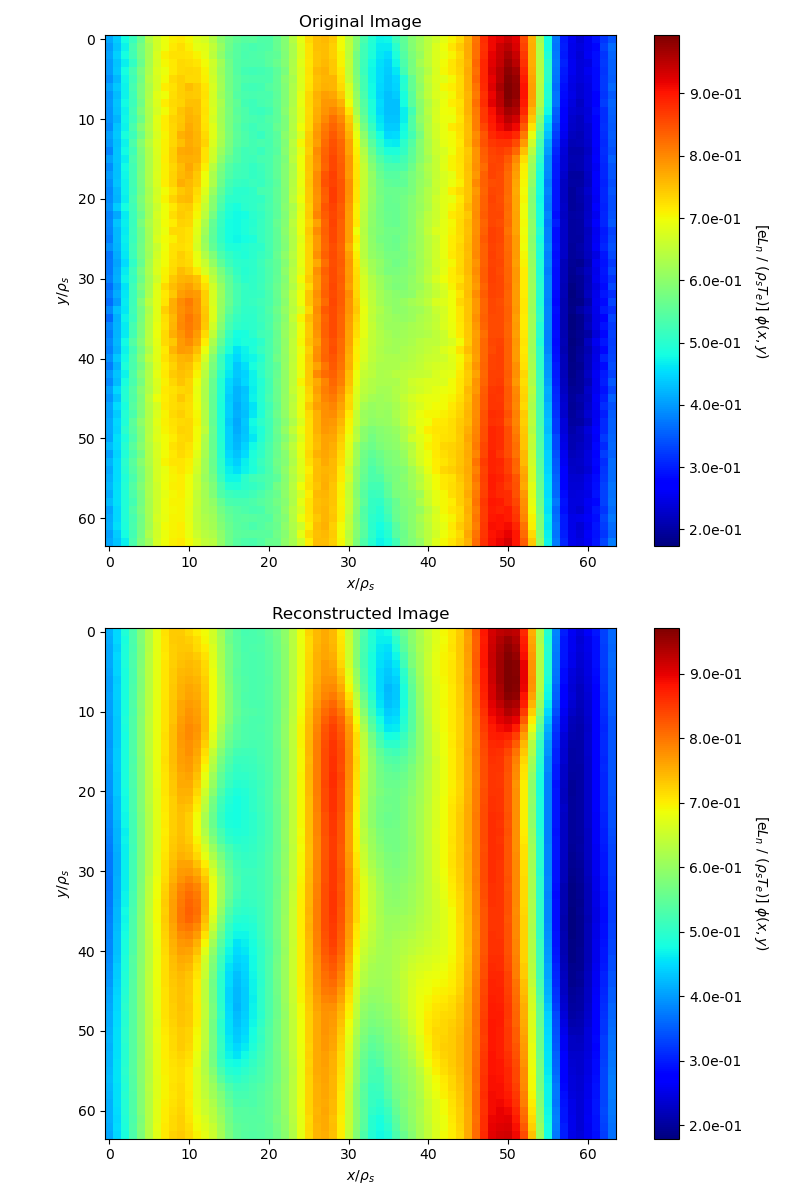 Original Image
0
10
20
30
40
50
60
y/ρₛ
0 10 20 30 40 50 60
x/ρₛ
9.0e-01
8.0e-01
7.0e-01
6.0e-01
5.0e-01
4.0e-01
3.0e-01
2.0e-01
[eLₙ / (ρₛTₑ)] ϕ(x, y)
Reconstructed Image
0
10
20
30
40
50
60
y/ρₛ
0 10 20 30 40 50 60
x/ρₛ
9.0e-01
8.0e-01
7.0e-01
6.0e-01
5.0e-01
4.0e-01
3.0e-01
2.0e-01
[eLₙ / (ρₛTₑ)] ϕ(x, y)